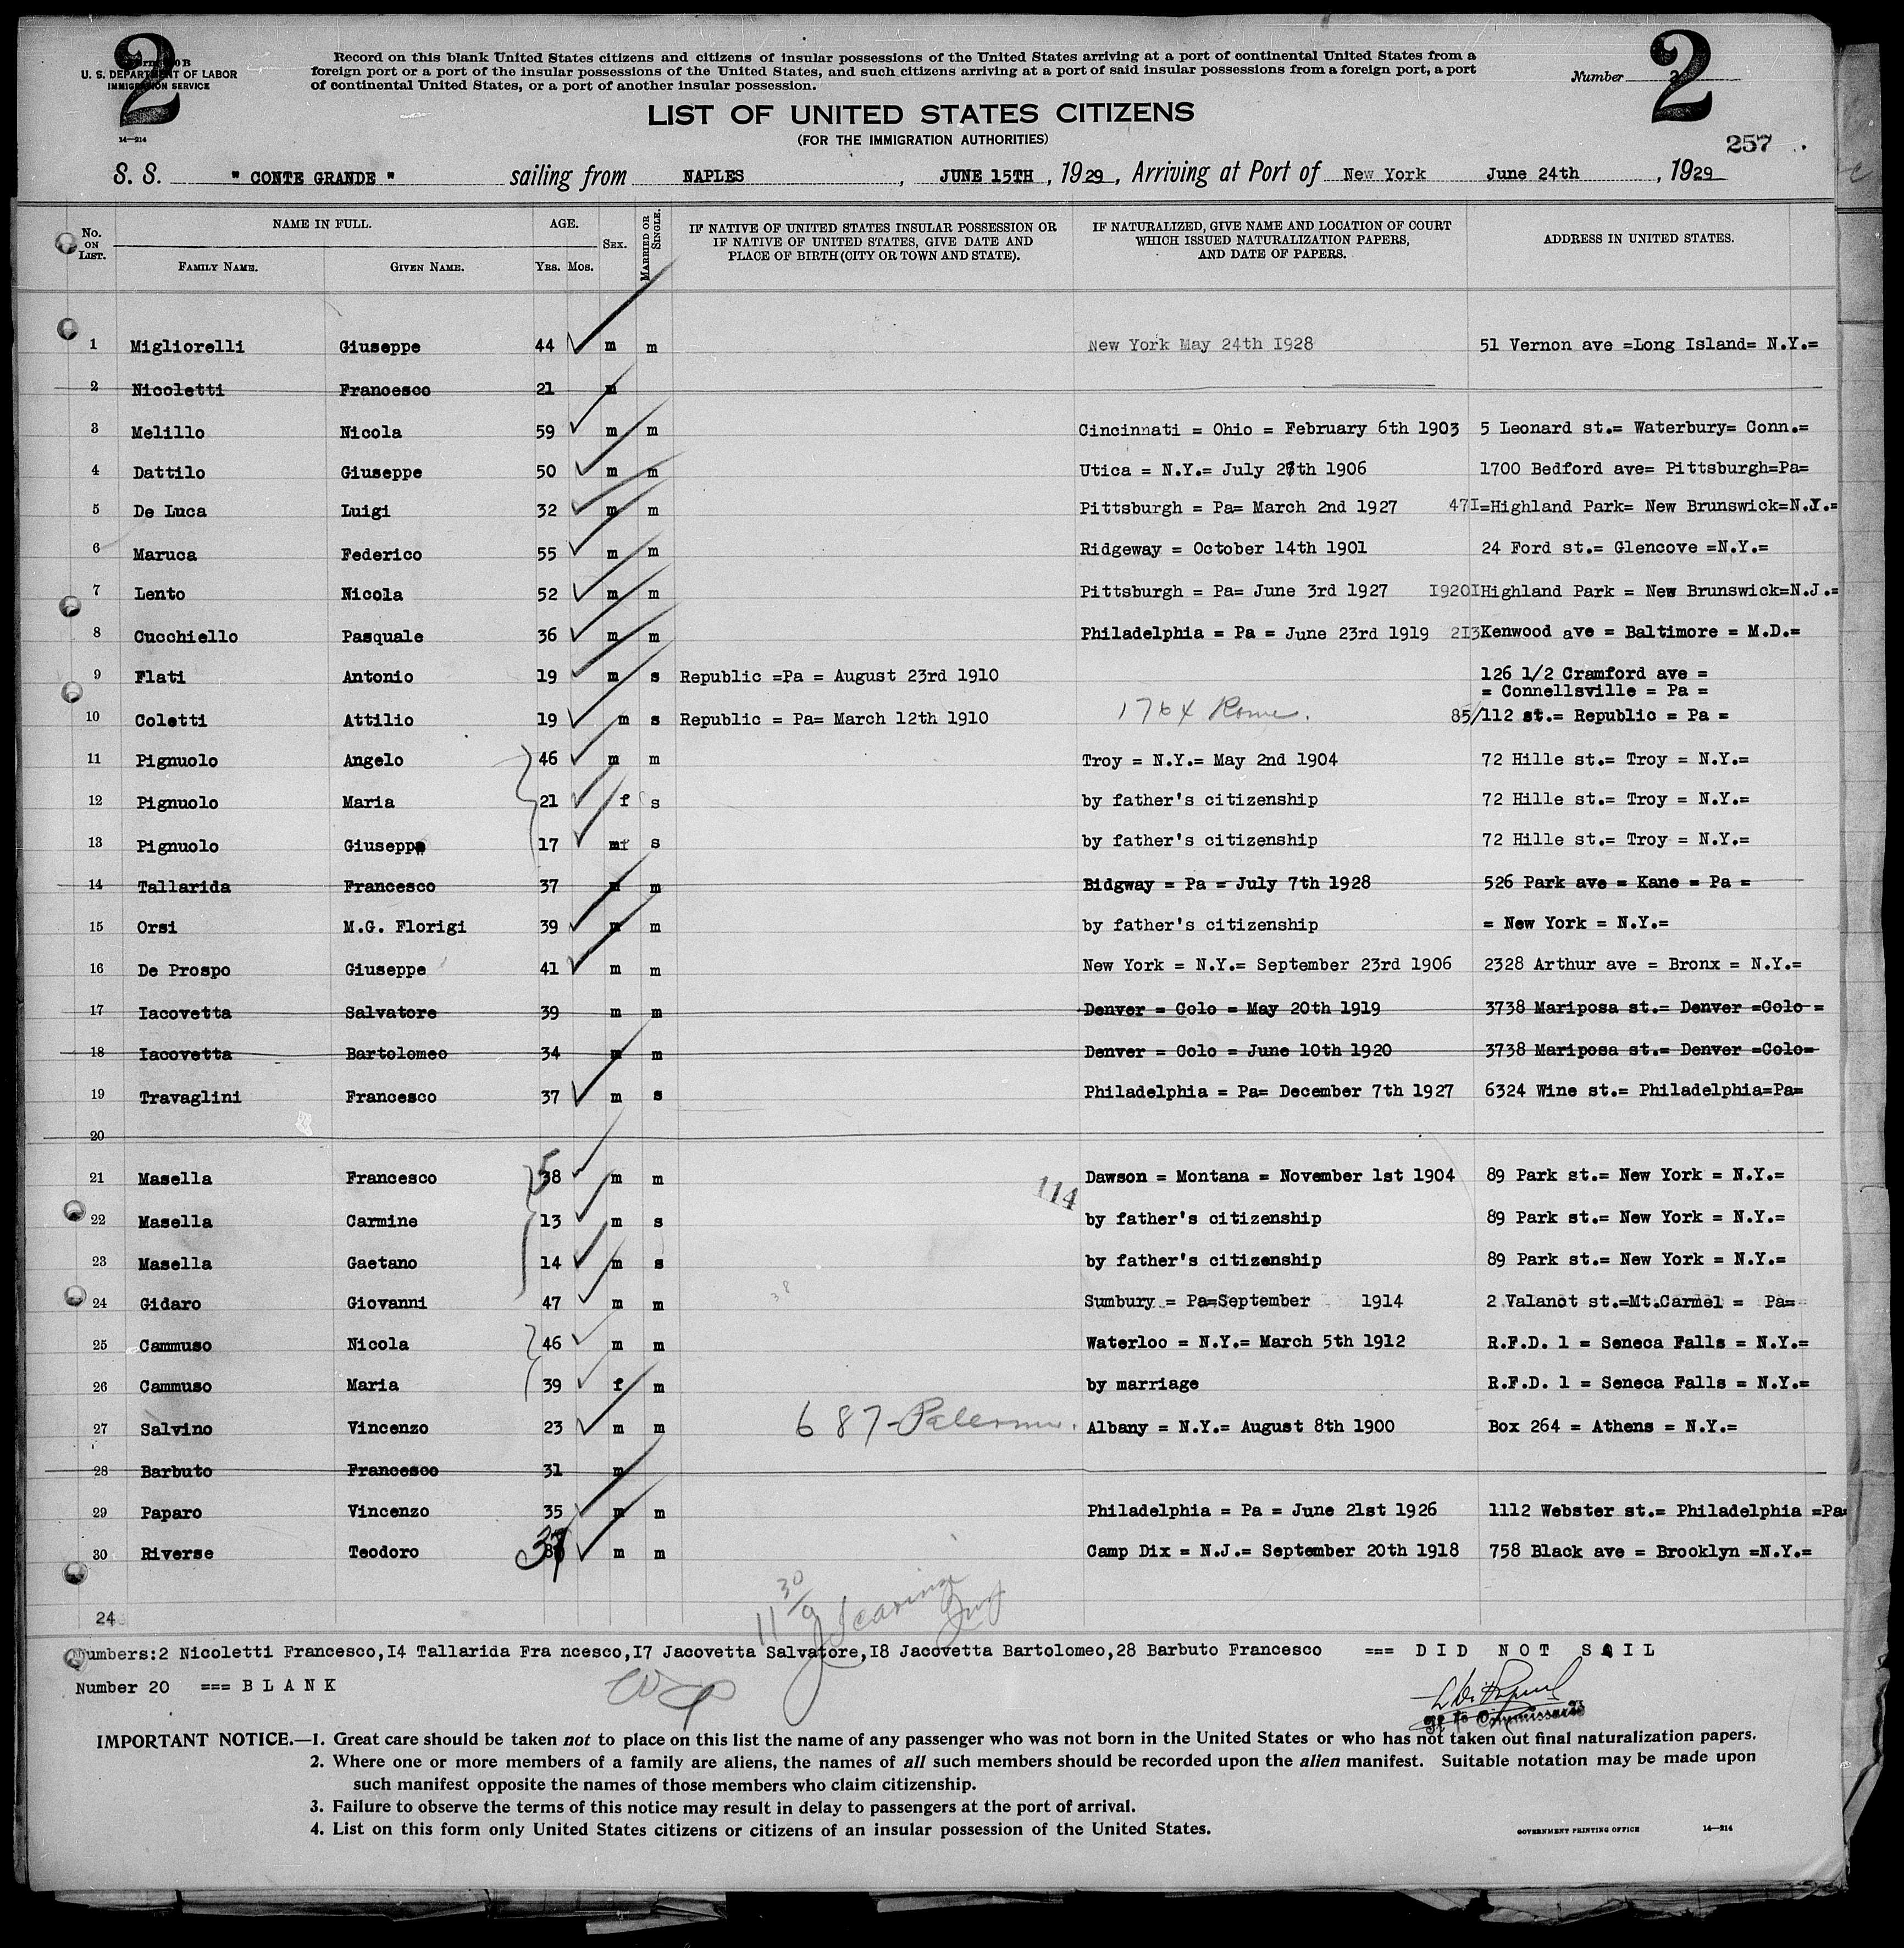 2
2
Form 630 B
U. S. DEPARTMENT OF LABOR
IMMIGRATION SERVICE
14—214
Record on this blank United States citizens and citizens of insular possessions of the United States arriving at a port of continental United States from a
foreign port or a port of the insular possessions of the United States, and such citizens arriving at a port of said insular possessions from a foreign port, a port
of continental United States, or a port of another insular possession.
Number 2
LIST OF UNITED STATES CITIZENS
(FOR THE IMMIGRATION AUTHORITIES)
257
S. S. " CONTE GRANDE " sailing from NAPLES , JUNE 15TH , 1929 , Arriving at Port of New York June 24th , 1929
No. ON LIST. NAME IN FULL. FAMILY NAME. GIVEN NAME. AGE. YRS. MOS. SEX. MARRIED OR SINGLE. IF NATIVE OF UNITED STATES INSULAR POSSESSION OR IF NATIVE OF UNITED STATES, GIVE DATE AND PLACE OF BIRTH (CITY OR TOWN AND STATE). IF NATURALIZED, GIVE NAME AND LOCATION OF COURT WHICH ISSUED NATURALIZATION PAPERS, AND DATE OF PAPERS. ADDRESS IN UNITED STATES.
1 Migliorelli Giuseppe 44 m m New York May 24th I928 51 Vernon ave =Long Island= N.Y.=
2 Nicoletti Francesco 21 m
3 Melillo Nicola 59 m m Cincinnati = Ohio = February 6th 1903 5 Leonard st.= Waterbury= Conn.=
4 Dattilo Giuseppe 50 m m Utica = N.Y.= July 27th 1906 1700 Bedford ave= Pittsburgh=Pa=
5 De Luca Luigi 32 m m Pittsburgh = Pa= March 2nd 1927 47I=Highland Park= New Brunswick=N.J.=
6 Maruca Federico 55 m m Ridgeway = October 14th 1901 24 Ford st.= Glencove =N.Y.=
7 Lento Nicola 52 m m Pittsburgh = Pa= June 3rd 1927 I920IHighland Park = New Brunswick=N.J.=
8 Cucchiello Pasquale 36 m m Philadelphia = Pa = June 23rd 1919 2I3Kenwood ave = Baltimore = M.D.=
9 Flati Antonio 19 m s Republic =Pa = August 23rd 1910 126 1/2 Cramford ave =
= Connellsville = Pa =
10 Coletti Attilio 19 m s Republic = Pa= March 12th 1910 1764 Rome. 85/112 st.= Republic = Pa =
11 Pignuolo Angelo 46 m m Troy = N.Y.= May 2nd 1904 72 Hille st.= Troy = N.Y.=
12 Pignuolo Maria 21 f s by father's citizenship 72 Hille st.= Troy = N.Y.=
13 Pignuolo Giuseppe 17 mf s by father's citizenship 72 Hille st.= Troy = N.Y.=
14 Tallarida Francesco 37 m m Bidgway = Pa = July 7th 1928 526 Park ave = Kane = Pa =
15 Orsi M.G. Florigi 39 m m by father's citizenship = New York = N.Y.=
16 De Prospo Giuseppe 41 m m New York = N.Y.= September 23rd 1906 2328 Arthur ave = Bronx = N.Y.=
17 Iacovetta Salvatore 39 m m Denver = Colo = May 20th 1919 3738 Mariposa st.= Denver =Colo =
18 Iacovetta Bartolomeo 34 m m Denver = Colo = June 10th 1920 3738 Mariposa st.= Denver =Colo=
19 Travaglini Francesco 37 m s Philadelphia = Pa= December 7th 1927 6324 Wine st.= Philadelphia=Pa=
20
21 Masella Francesco 58 m m Dawson = Montana = November 1st 1904 89 Park st.= New York = N.Y.=
114
22 Masella Carmine 13 m s by father's citizenship 89 Park st.= New York = N.Y.=
23 Masella Gaetano 14 m s by father's citizenship 89 Park st.= New York = N.Y.=
24 Gidaro Giovanni 47 m m 38 Sumbury = Pa=September 1914 2 Valanot st.=Mt.Carmel = Pa=
25 Cammuso Nicola 46 m m Waterloo = N.Y.= March 5th 1912 R.F.D. 1 = Seneca Falls = N.Y.=
26 Cammuso Maria 39 f m by marriage R.F.D. 1 = Seneca Falls = N.Y.=
27 Salvino Vincenzo 23 m m 687-Palermo. Albany = N.Y.= August 8th 1900 Box 264 = Athens = N.Y.=
28 Barbuto Francesco 31 m
29 Paparo Vincenzo 35 m m Philadelphia = Pa = June 21st 1926 1112 Webster st.= Philadelphia =Pa=
30 Riverse Teodoro 37 m m Camp Dix = N.J.= September 20th 1918 758 Black ave = Brooklyn =N.Y.=
11 30/9
24
Numbers:2 Nicoletti Francesco,I4 Tallarida Fra ncesco,I7 Jacovetta Salvatore,I8 Jacovetta Bartolomeo,28 Barbuto Francesco === D I D N O T S A I L
Number 20 === B L A N K
IMPORTANT NOTICE.—1. Great care should be taken not to place on this list the name of any passenger who was not born in the United States or who has not taken out final naturalization papers.
2. Where one or more members of a family are aliens, the names of all such members should be recorded upon the alien manifest. Suitable notation may be made upon
such manifest opposite the names of those members who claim citizenship.
3. Failure to observe the terms of this notice may result in delay to passengers at the port of arrival.
4. List on this form only United States citizens or citizens of an insular possession of the United States.
GOVERNMENT PRINTING OFFICE 14—214